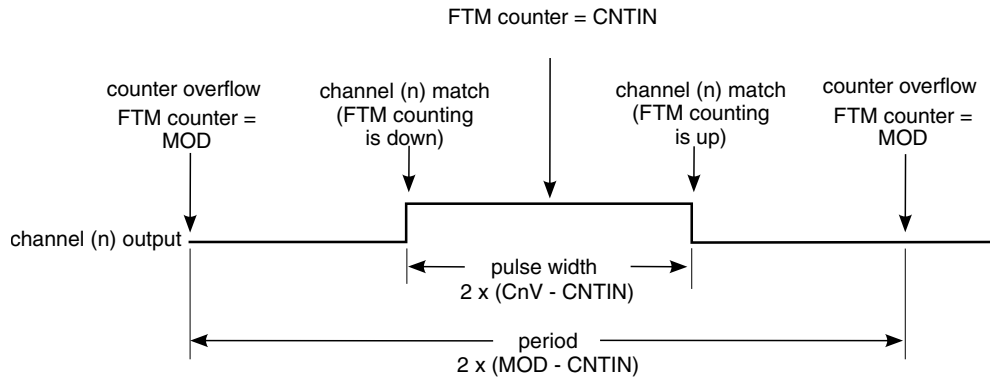 FTM counter = CNTIN
counter overflow
FTM counter =
MOD
channel (n) match
(FTM counting
is down)
channel (n) match
(FTM counting
is up)
counter overflow
FTM counter =
MOD
channel (n) output
pulse width
2 x (CnV - CNTIN)
period
2 x (MOD - CNTIN)